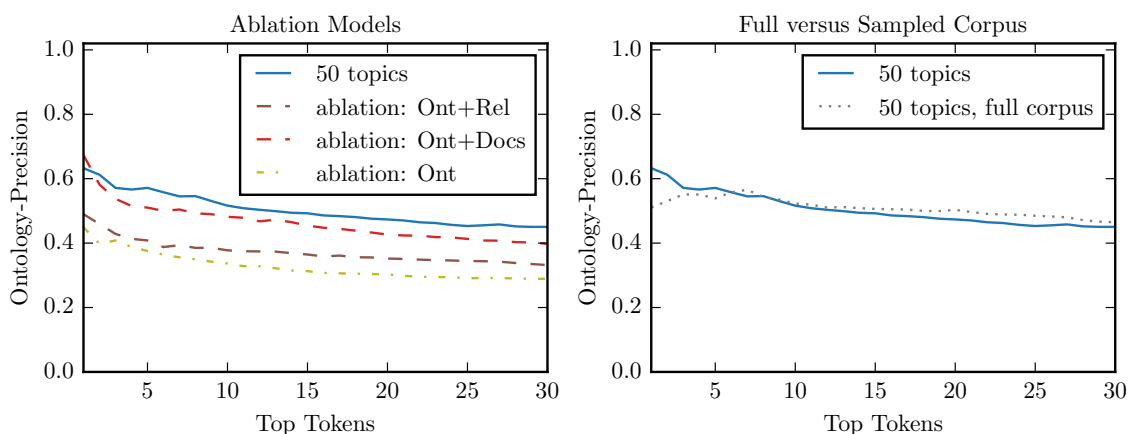 Ablation Models
Ontology-Precision
1.0
0.8
0.6
0.4
0.2
0.0
50 topics
ablation: Ont+Rel
ablation: Ont+Docs
ablation: Ont
5 10 15 20 25 30
Top Tokens
Full versus Sampled Corpus
Ontology-Precision
1.0
0.8
0.6
0.4
0.2
0.0
50 topics
50 topics, full corpus
5 10 15 20 25 30
Top Tokens